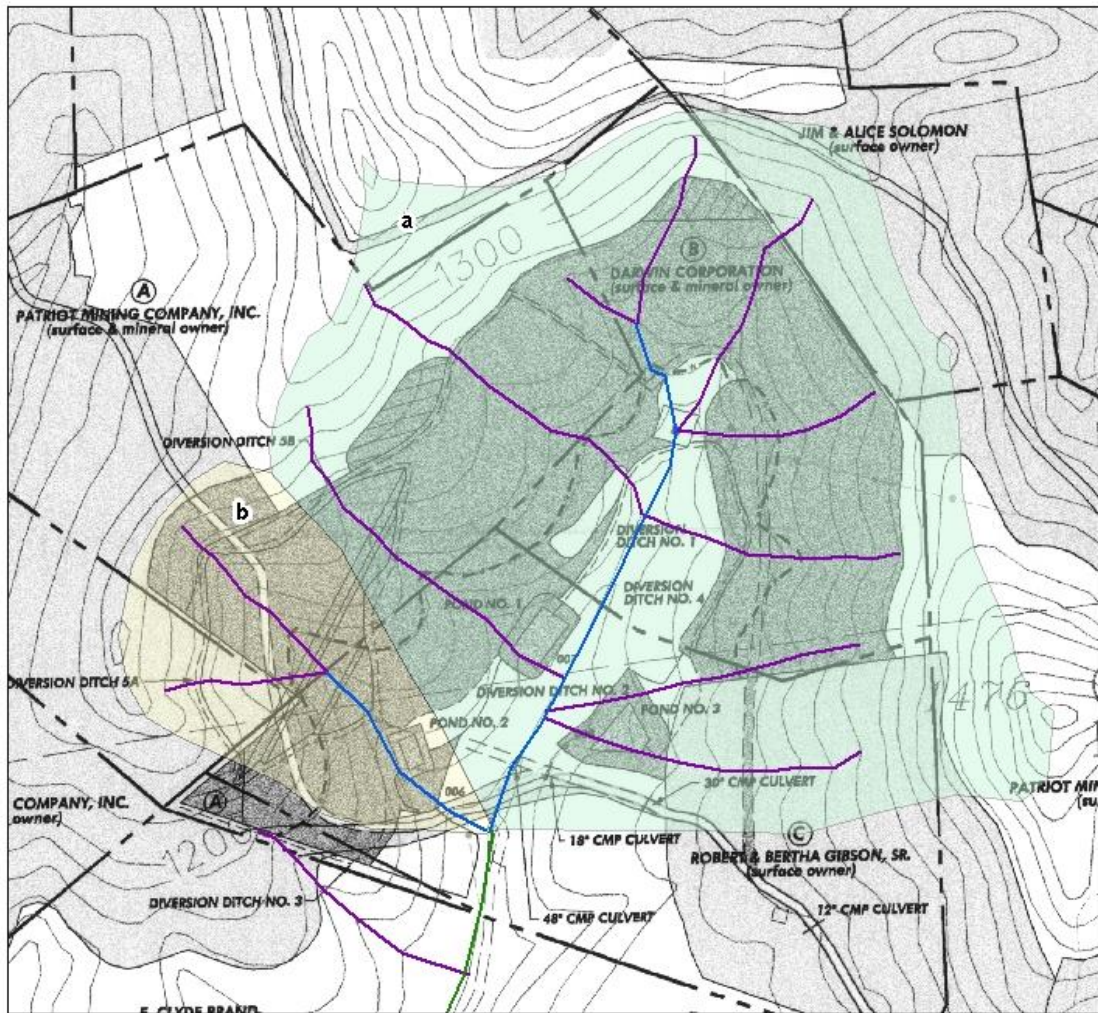 JIM & ALICE SOLOMON
(surface owner)
a
1300
B
DARWIN CORPORATION
(surface & mineral owner)
A
PATRIOT MINING COMPANY, INC.
(surface & mineral owner)
DIVERSION DITCH 5B
b
DIVERSION
DITCH NO. 1
DIVERSION
DITCH NO. 4
POND NO. 1
00
DIVERSION DITCH 5A
DIVERSION DITCH NO. 2
POND NO. 3
476
POND NO. 2
30" CMP CULVERT
006
PATRIOT MIN
(su
COMPANY, INC.
owner)
A
1200
18" CMP CULVERT
C
ROBERT & BERTHA GIBSON, SR.
(surface owner)
DIVERSION DITCH NO. 3
48" CMP CULVERT
12" CMP CULVERT
F. CLYDE BRAND